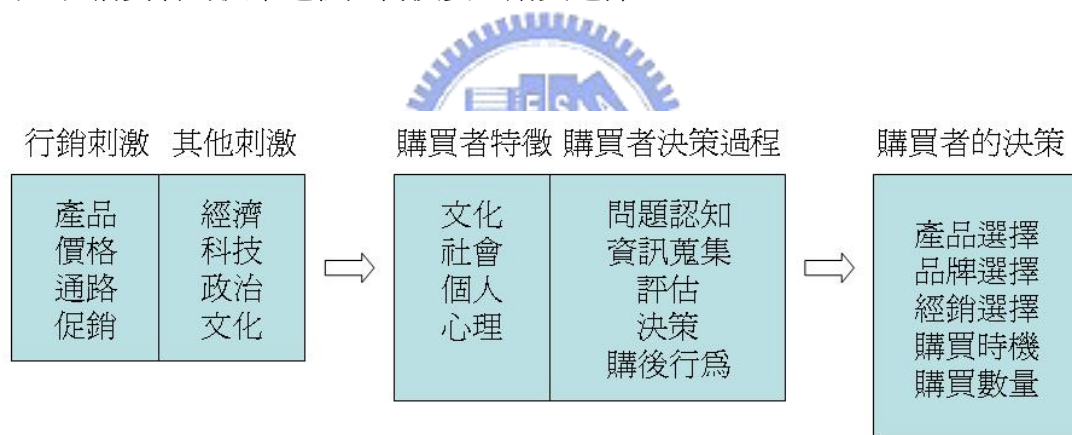 行銷刺激 其他刺激 購買者特徵 購買者決策過程 購買者的決策
產品
價格
通路
促銷
經濟
科技
政治
文化
文化
社會
個人
心理
問題認知
資訊蒐集
評估
決策
購後行為
產品選擇
品牌選擇
經銷選擇
購買時機
購買數量